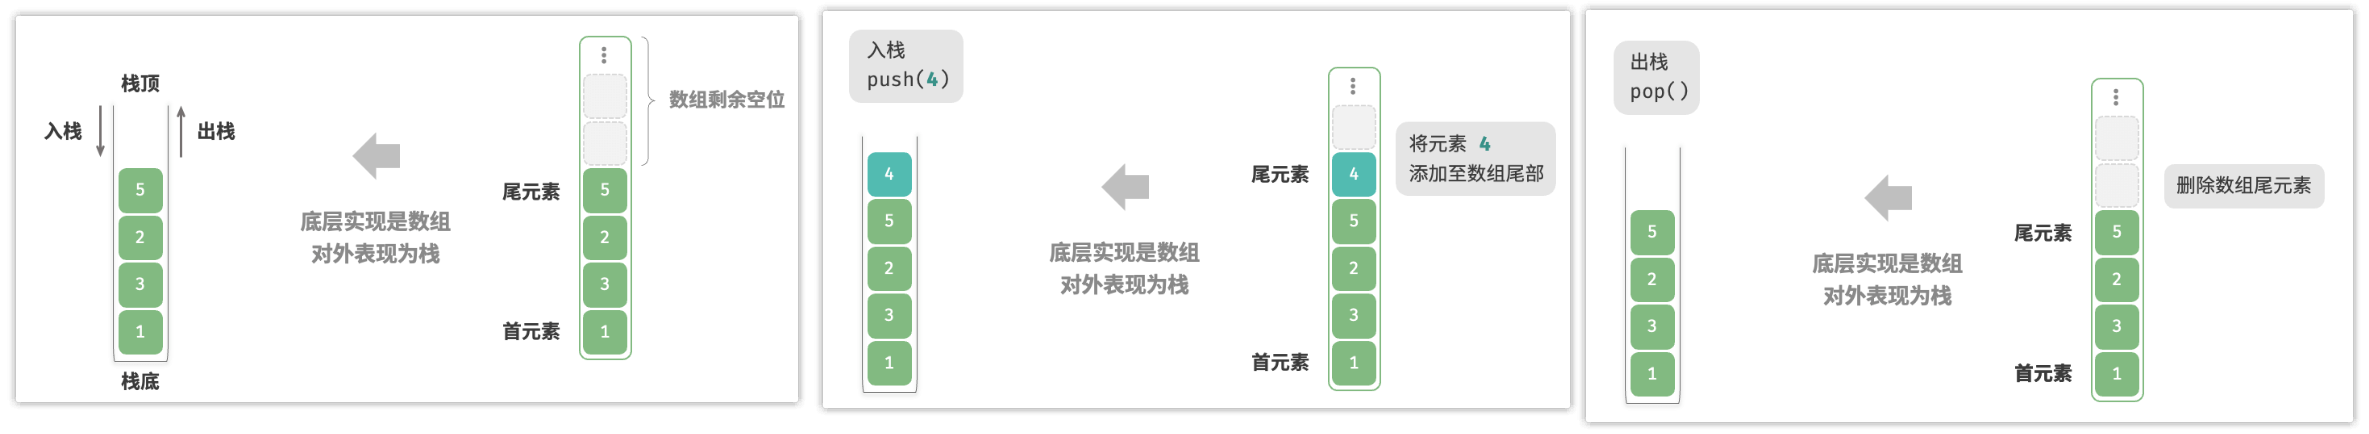 栈顶
入栈
出栈
5
2
3
1
栈底
底层实现是数组
对外表现为栈
数组剩余空位
尾元素
5
2
3
首元素
1
入栈
push(4)
4
5
2
3
1
底层实现是数组
对外表现为栈
将元素 4
添加至数组尾部
尾元素
4
5
2
3
首元素
1
出栈
pop()
5
2
3
1
底层实现是数组
对外表现为栈
删除数组尾元素
尾元素
5
2
3
首元素
1